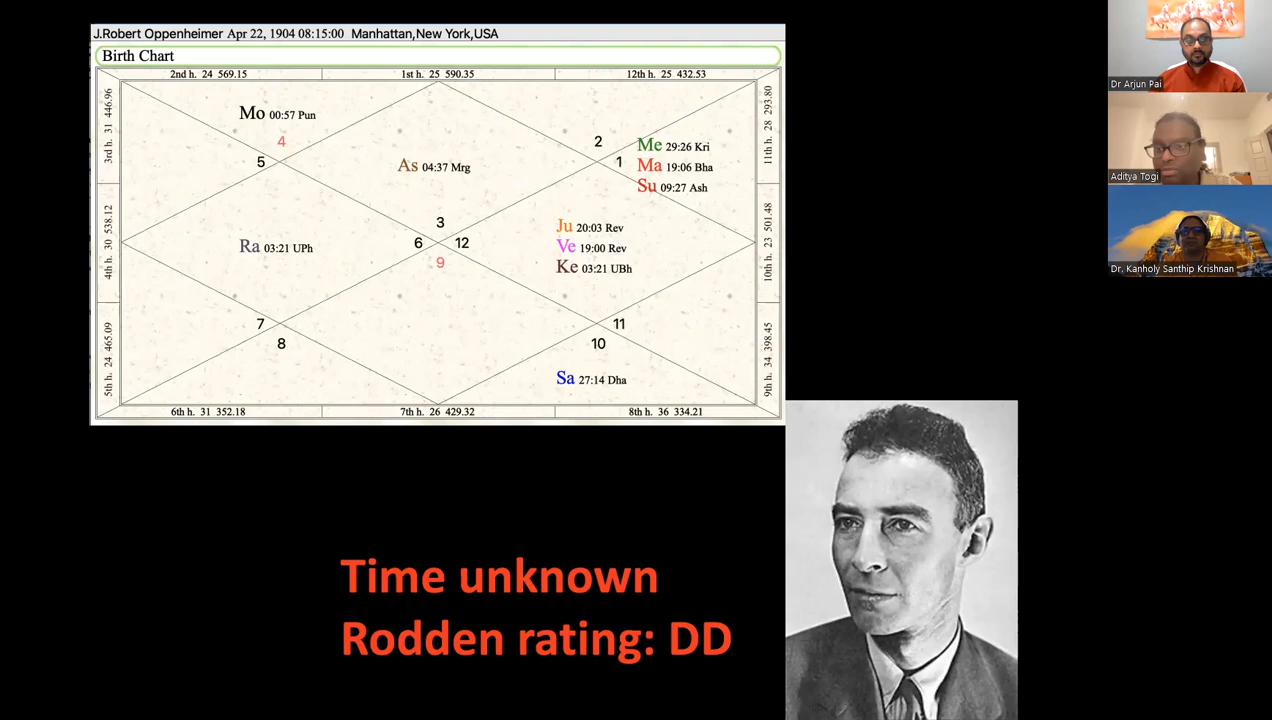 J.Robert Oppenheimer Apr 22, 1904 08:15:00 Manhattan,New York,USA
Birth Chart
2nd h. 24 569.15
1st h. 25 590.35
12th h. 25 432.53
3rd h. 31 446.96
11th h. 28 293.80
Mo 00:57 Pun
4
5
As 04:37 Mrg
2
1
Me 29:26 Kri
Ma 19:06 Bha
Su 09:27 Ash
4th h. 30 538.12
10th h. 23 501.48
Ra 03:21 UPh
3
6
12
9
Ju 20:03 Rev
Ve 19:00 Rev
Ke 03:21 UBh
5th h. 24 465.09
9th h. 34 398.45
7
8
11
10
Sa 27:14 Dha
6th h. 31 352.18
7th h. 26 429.32
8th h. 36 334.21
Time unknown
Rodden rating: DD
Dr Arjun Pai
Aditya Togi
Dr. Kanholy Santhip Krishnan